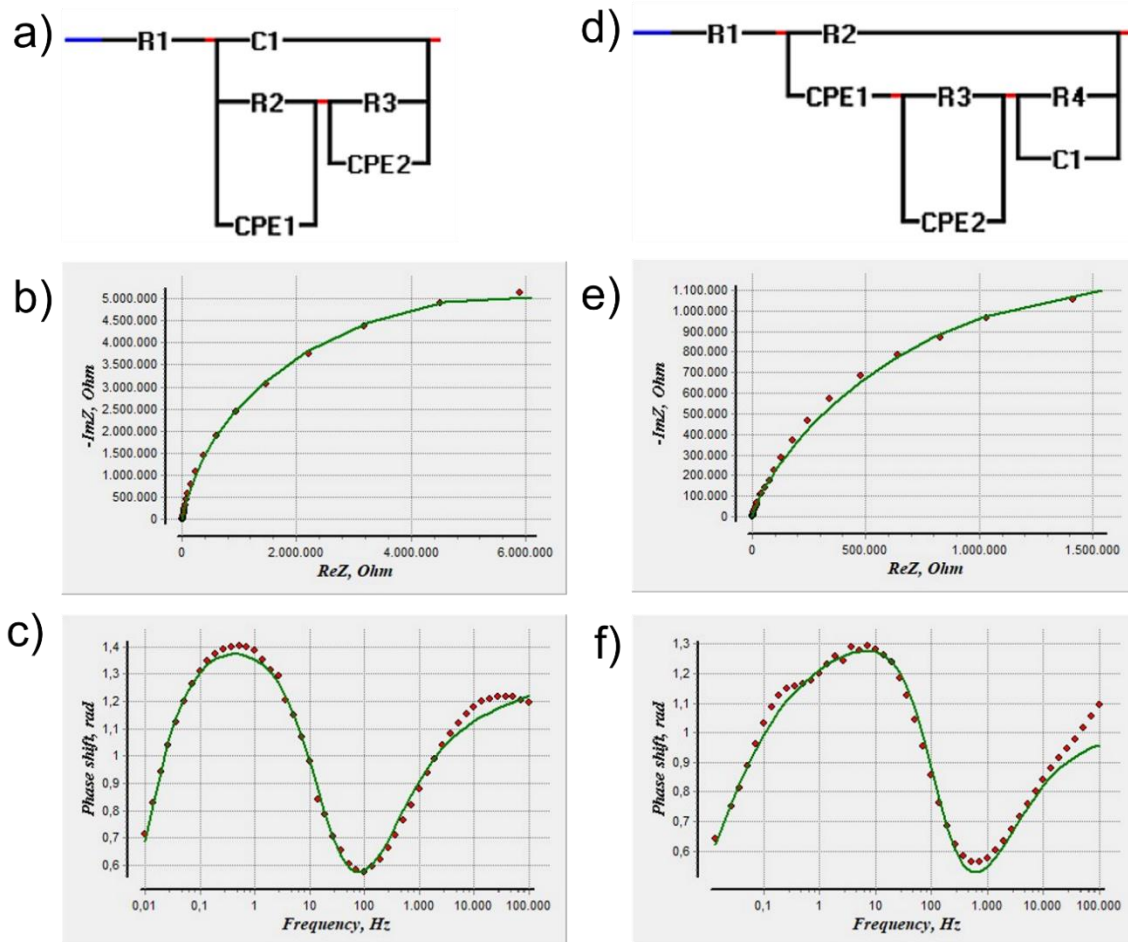 a)
R1 C1
R2 R3
CPE2
CPE1
d)
R1 R2
CPE1 R3 R4
C1
CPE2
b)
5.000.000
4.500.000
4.000.000
3.500.000
3.000.000
2.500.000
2.000.000
1.500.000
1.000.000
500.000
0
-ImZ, Ohm
0 2.000.000 4.000.000 6.000.000
ReZ, Ohm
e)
1.100.000
1.000.000
900.000
800.000
700.000
600.000
500.000
400.000
300.000
200.000
100.000
0
-ImZ, Ohm
0 500.000 1.000.000 1.500.000
ReZ, Ohm
c)
1,4
1,3
1,2
1,1
1
0,9
0,8
0,7
0,6
Phase shift, rad
0,01 0,1 1 10 100 1.000 10.000 100.000
Frequency, Hz
f)
1,3
1,2
1,1
1
0,9
0,8
0,7
0,6
Phase shift, rad
0,1 1 10 100 1.000 10.000 100.000
Frequency, Hz